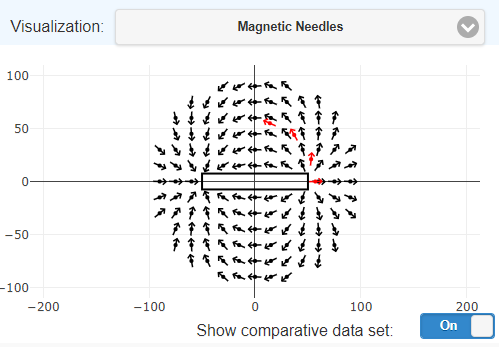 Visualization: Magnetic Needles
100
50
0
−50
−100
−200 −100 0 100 200
Show comparative data set: On